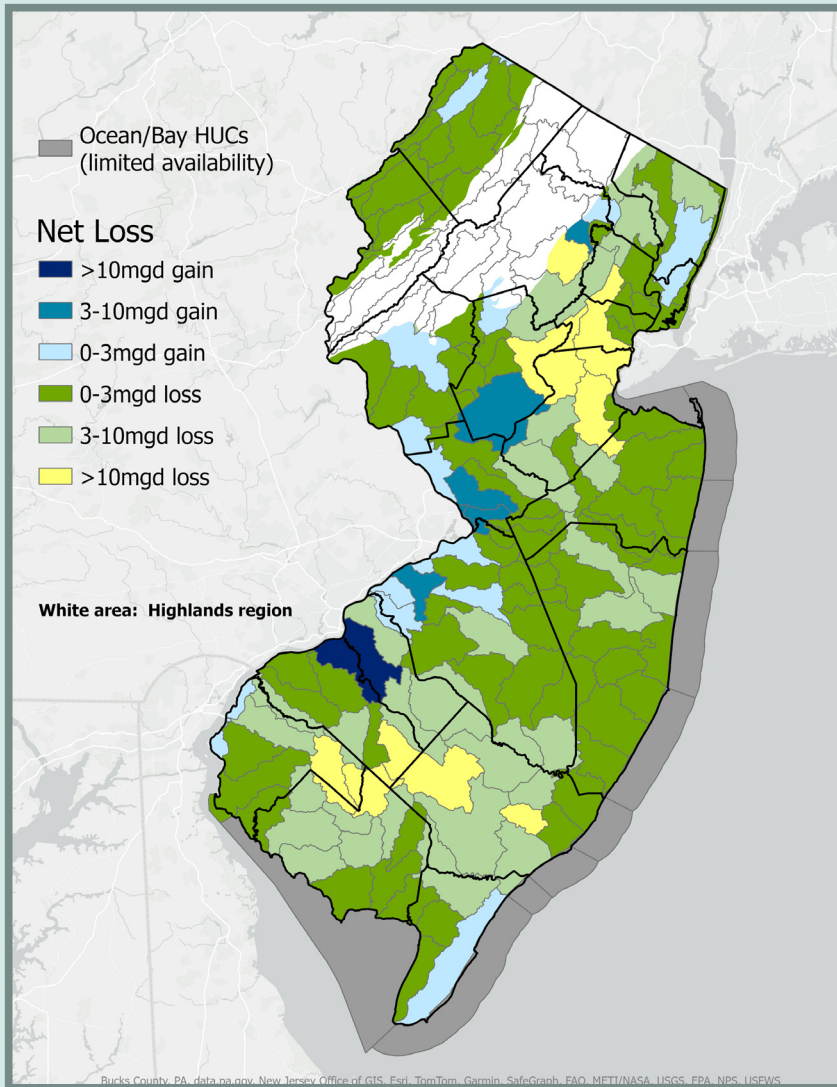 Ocean/Bay HUCs
(limited availability)
Net Loss
>10mgd gain
3-10mgd gain
0-3mgd gain
0-3mgd loss
3-10mgd loss
>10mgd loss
White area:  Highlands region
Bucks County, PA, data.pa.gov, New Jersey Office of GIS, Esri, TomTom, Garmin, SafeGraph, FAO, METI/NASA, USGS, EPA, NPS, USFWS